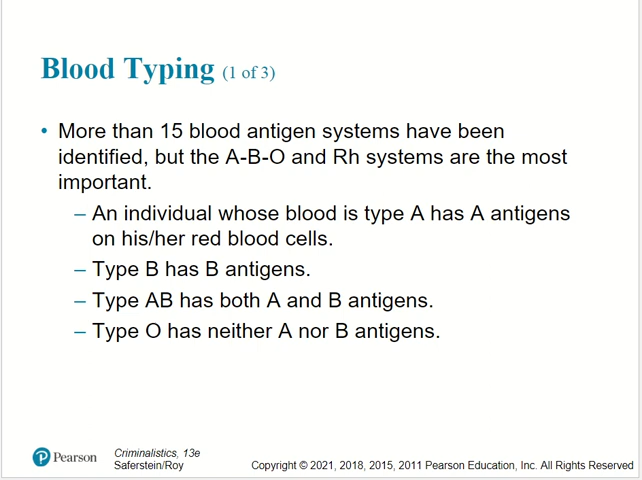 Blood Typing (1 of 3)
• More than 15 blood antigen systems have been
identified, but the A-B-O and Rh systems are the most
important.
– An individual whose blood is type A has A antigens
on his/her red blood cells.
– Type B has B antigens.
– Type AB has both A and B antigens.
– Type O has neither A nor B antigens.
Pearson
Criminalistics, 13e
Saferstein/Roy
Copyright © 2021, 2018, 2015, 2011 Pearson Education, Inc. All Rights Reserved